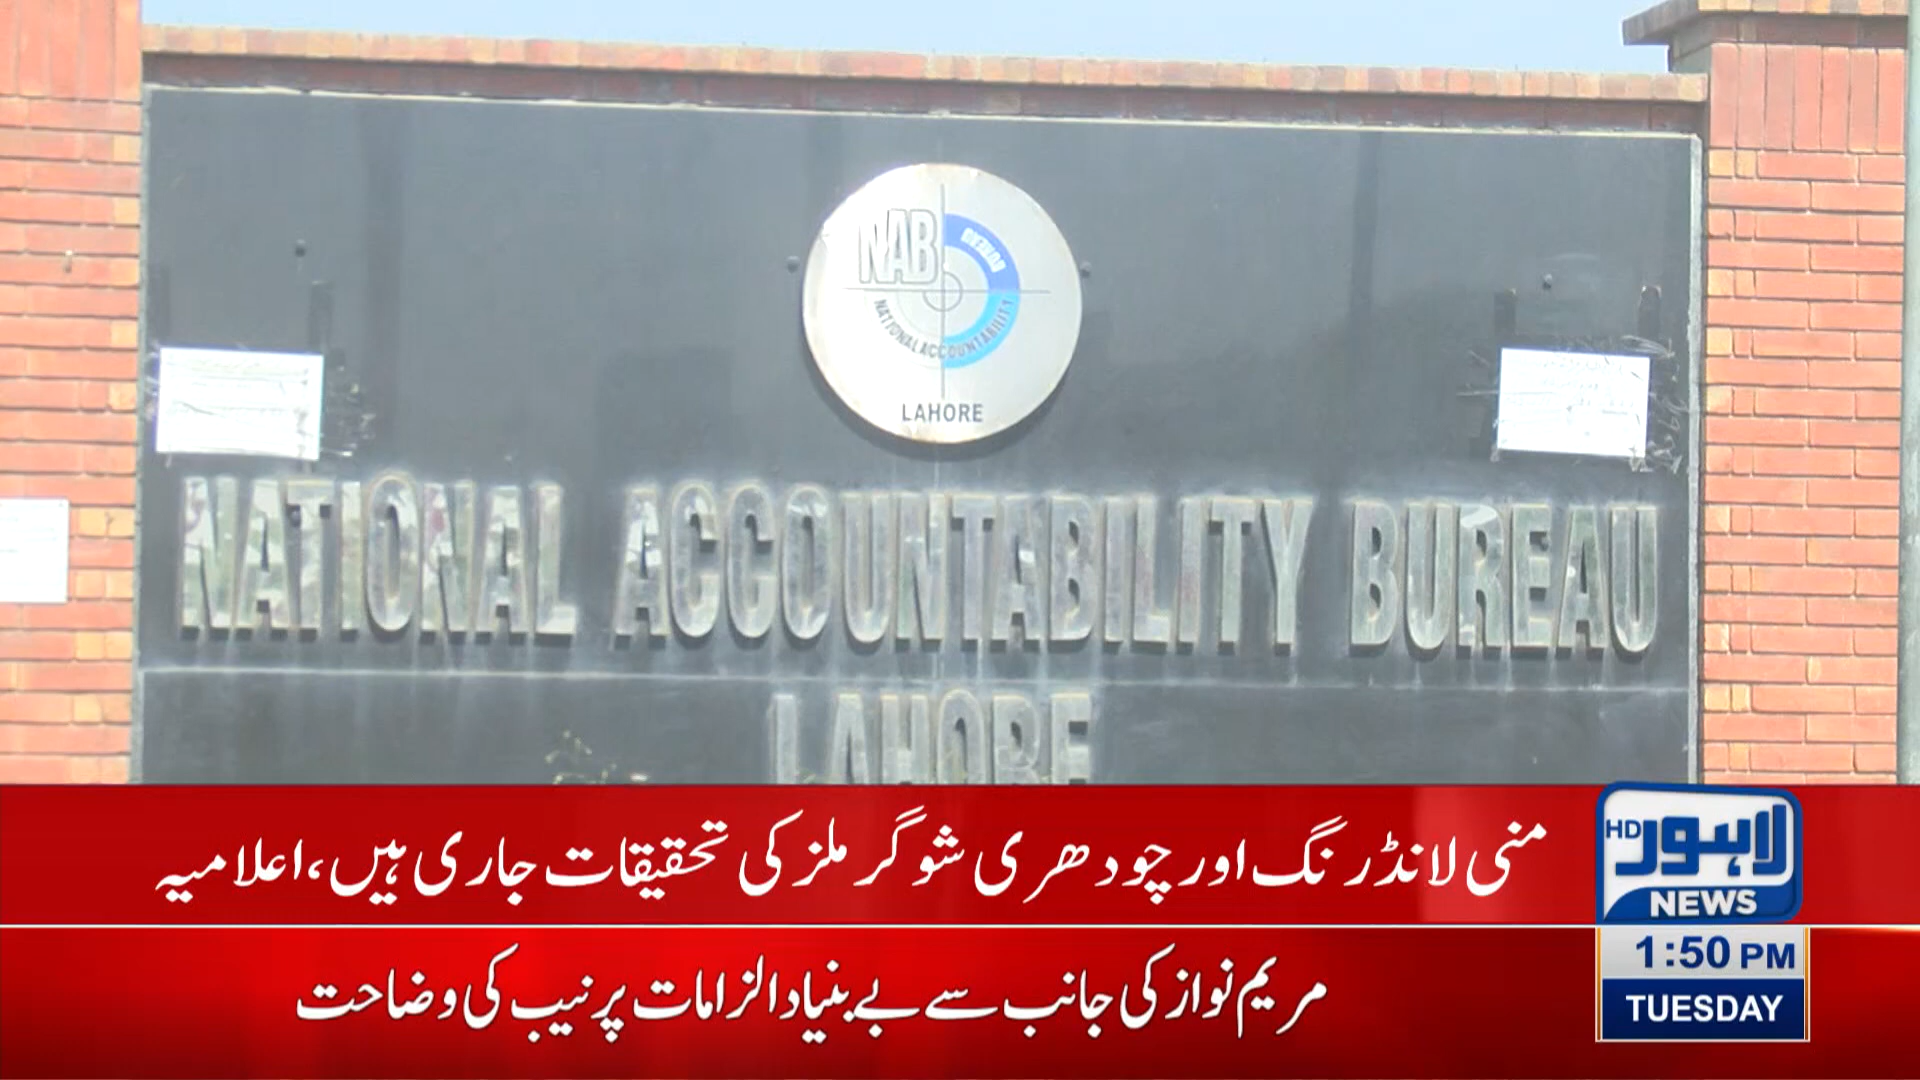 NAB
BUREAU
NATIONAL ACCOUNTABILITY
LAHORE
NATIONAL ACCOUNTABILITY BUREAU
LAHORE
منی لانڈرنگ اور چودھری شوگر ملز کی تحقیقات جاری ہیں، اعلامیہ
مریم نواز کی جانب سے بے بنیاد الزامات پر نیب کی وضاحت
لاہور HD
NEWS
1:50 PM
TUESDAY